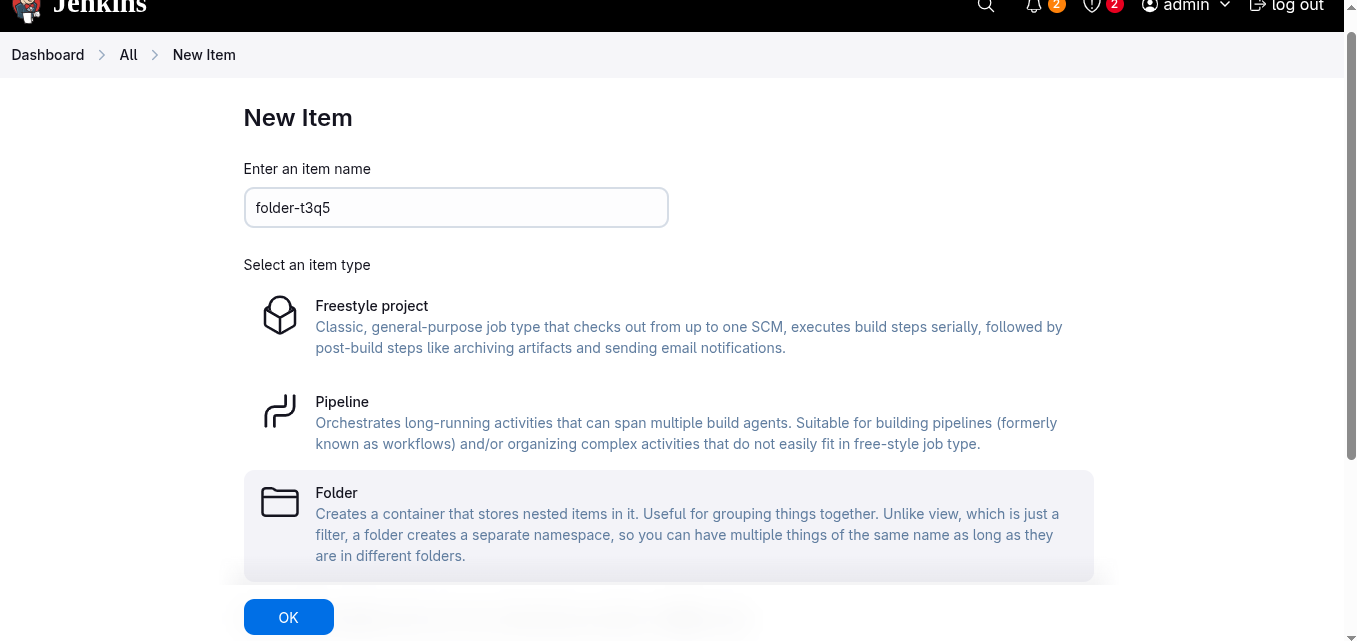 Jenkins
2
2
admin
log out
Dashboard
All
New Item
New Item
Enter an item name
folder-t3q5
Select an item type
Freestyle project
Classic, general-purpose job type that checks out from up to one SCM, executes build steps serially, followed by
post-build steps like archiving artifacts and sending email notifications.
Pipeline
Orchestrates long-running activities that can span multiple build agents. Suitable for building pipelines (formerly
known as workflows) and/or organizing complex activities that do not easily fit in free-style job type.
Folder
Creates a container that stores nested items in it. Useful for grouping things together. Unlike view, which is just a
filter, a folder creates a separate namespace, so you can have multiple things of the same name as long as they
are in different folders.
OK